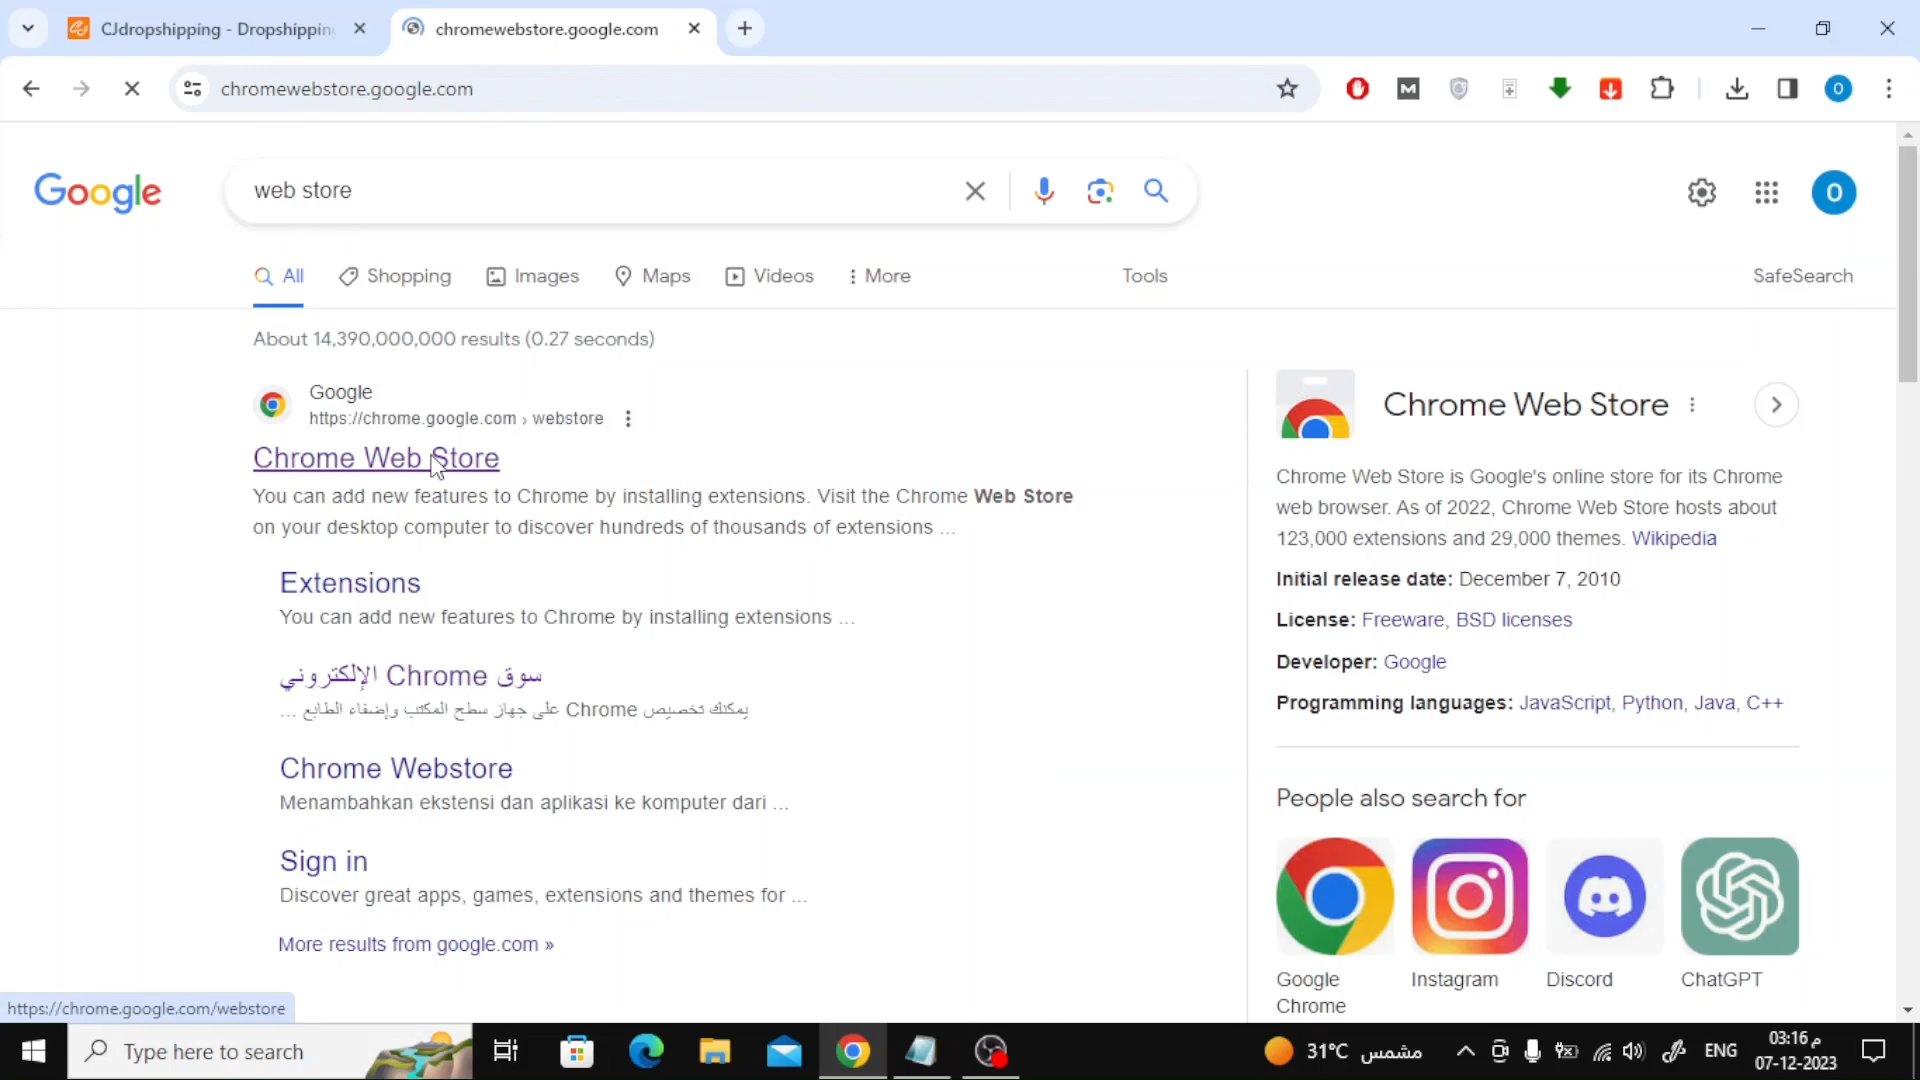 CJdropshipping - Dropshippin
chromewebstore.google.com
chromewebstore.google.com
Google
web store
All
Shopping
Images
Maps
Videos
More
Tools
SafeSearch
O
O
About 14,390,000,000 results (0.27 seconds)
Google
https://chrome.google.com › webstore
Chrome Web Store
You can add new features to Chrome by installing extensions. Visit the Chrome Web Store
on your desktop computer to discover hundreds of thousands of extensions ...
Extensions
You can add new features to Chrome by installing extensions ...
سوق Chrome الإلكتروني
يمكنك تخصيص Chrome على جهاز سطح المكتب وإضفاء الطابع ...
Chrome Webstore
Menambahkan ekstensi dan aplikasi ke komputer dari ...
Sign in
Discover great apps, games, extensions and themes for ...
More results from google.com »
Chrome Web Store
Chrome Web Store is Google's online store for its Chrome
web browser. As of 2022, Chrome Web Store hosts about
123,000 extensions and 29,000 themes. Wikipedia
Initial release date: December 7, 2010
License: Freeware, BSD licenses
Developer: Google
Programming languages: JavaScript, Python, Java, C++
People also search for
Google
Chrome
Instagram
Discord
ChatGPT
https://chrome.google.com/webstore
Type here to search
31°C مشمس
ENG
03:16 م
07-12-2023